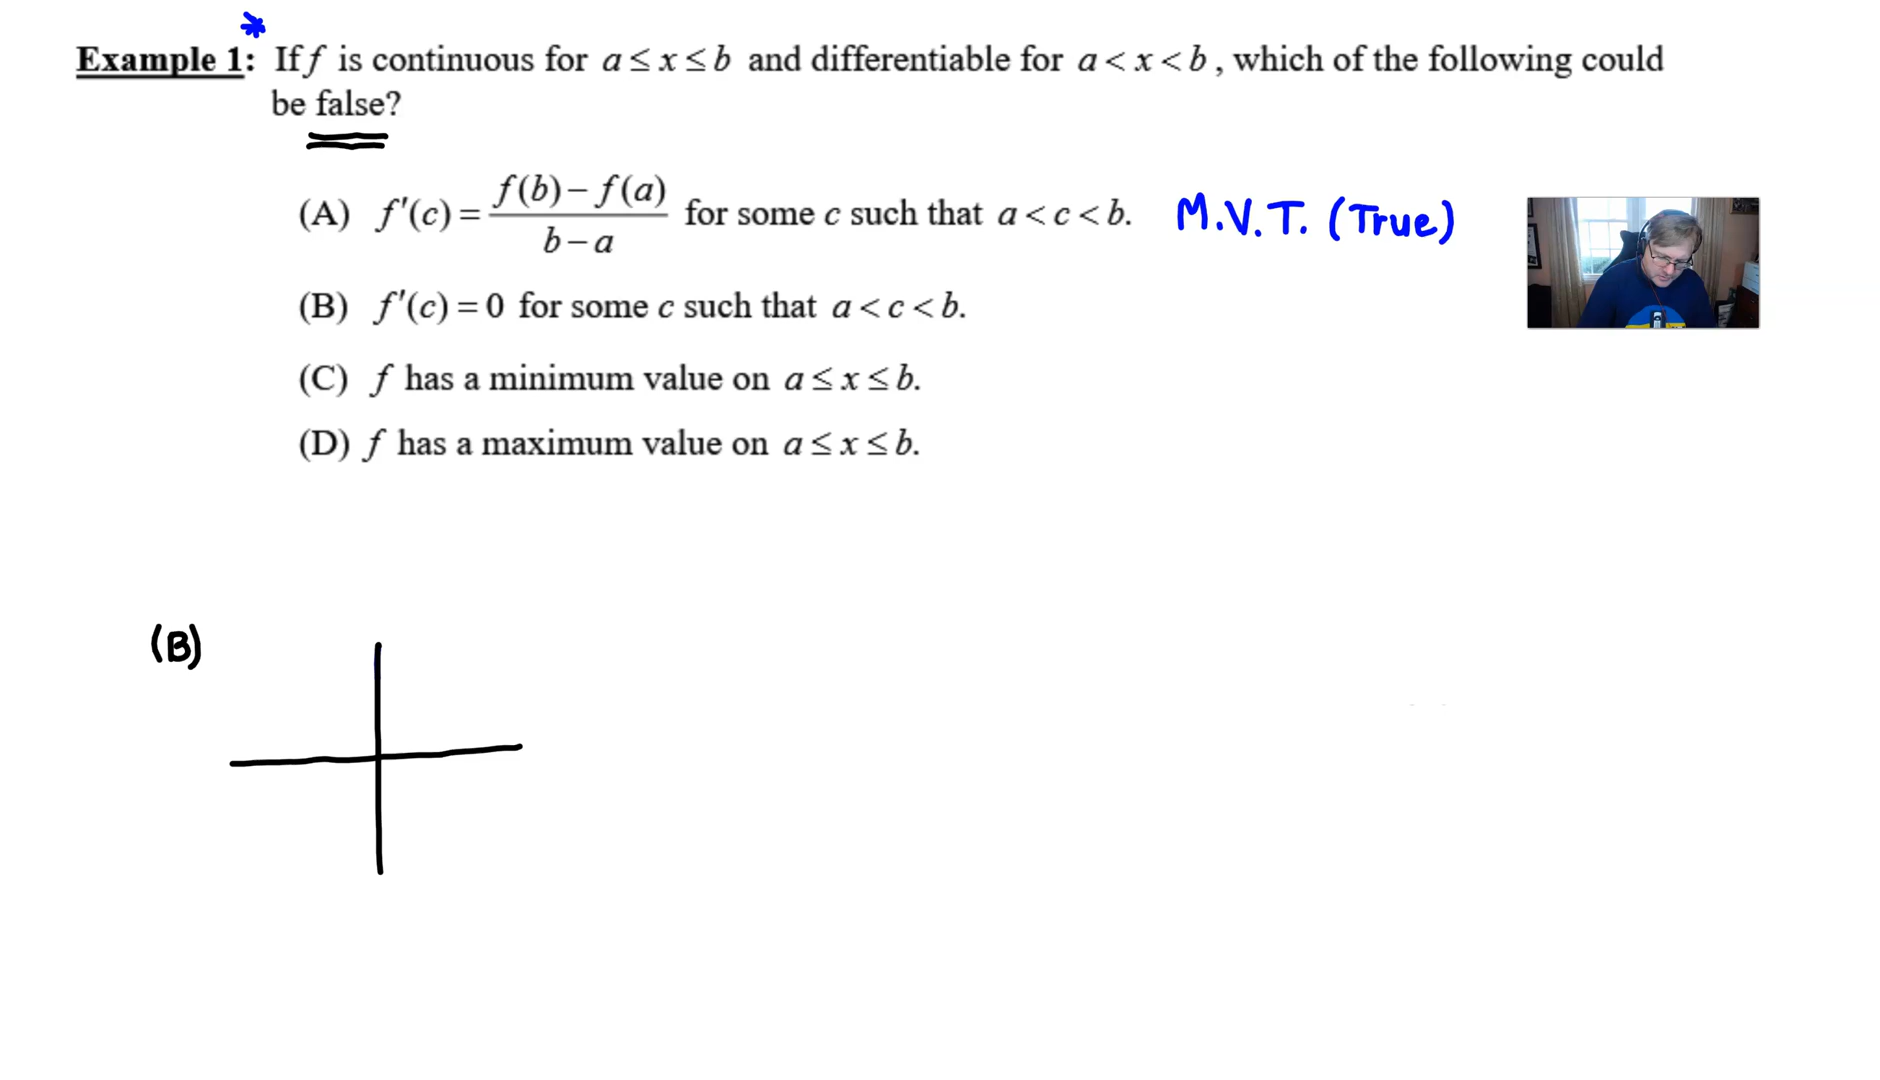 Example 1:* If f is continuous for a ≤ x ≤ b and differentiable for a < x < b, which of the following could
be false?
(A) f'(c) = \frac{f(b) − f(a)}{b − a} for some c such that a < c < b. M.V.T. (True)
(B) f'(c) = 0 for some c such that a < c < b.
(C) f has a minimum value on a ≤ x ≤ b.
(D) f has a maximum value on a ≤ x ≤ b.
(B)